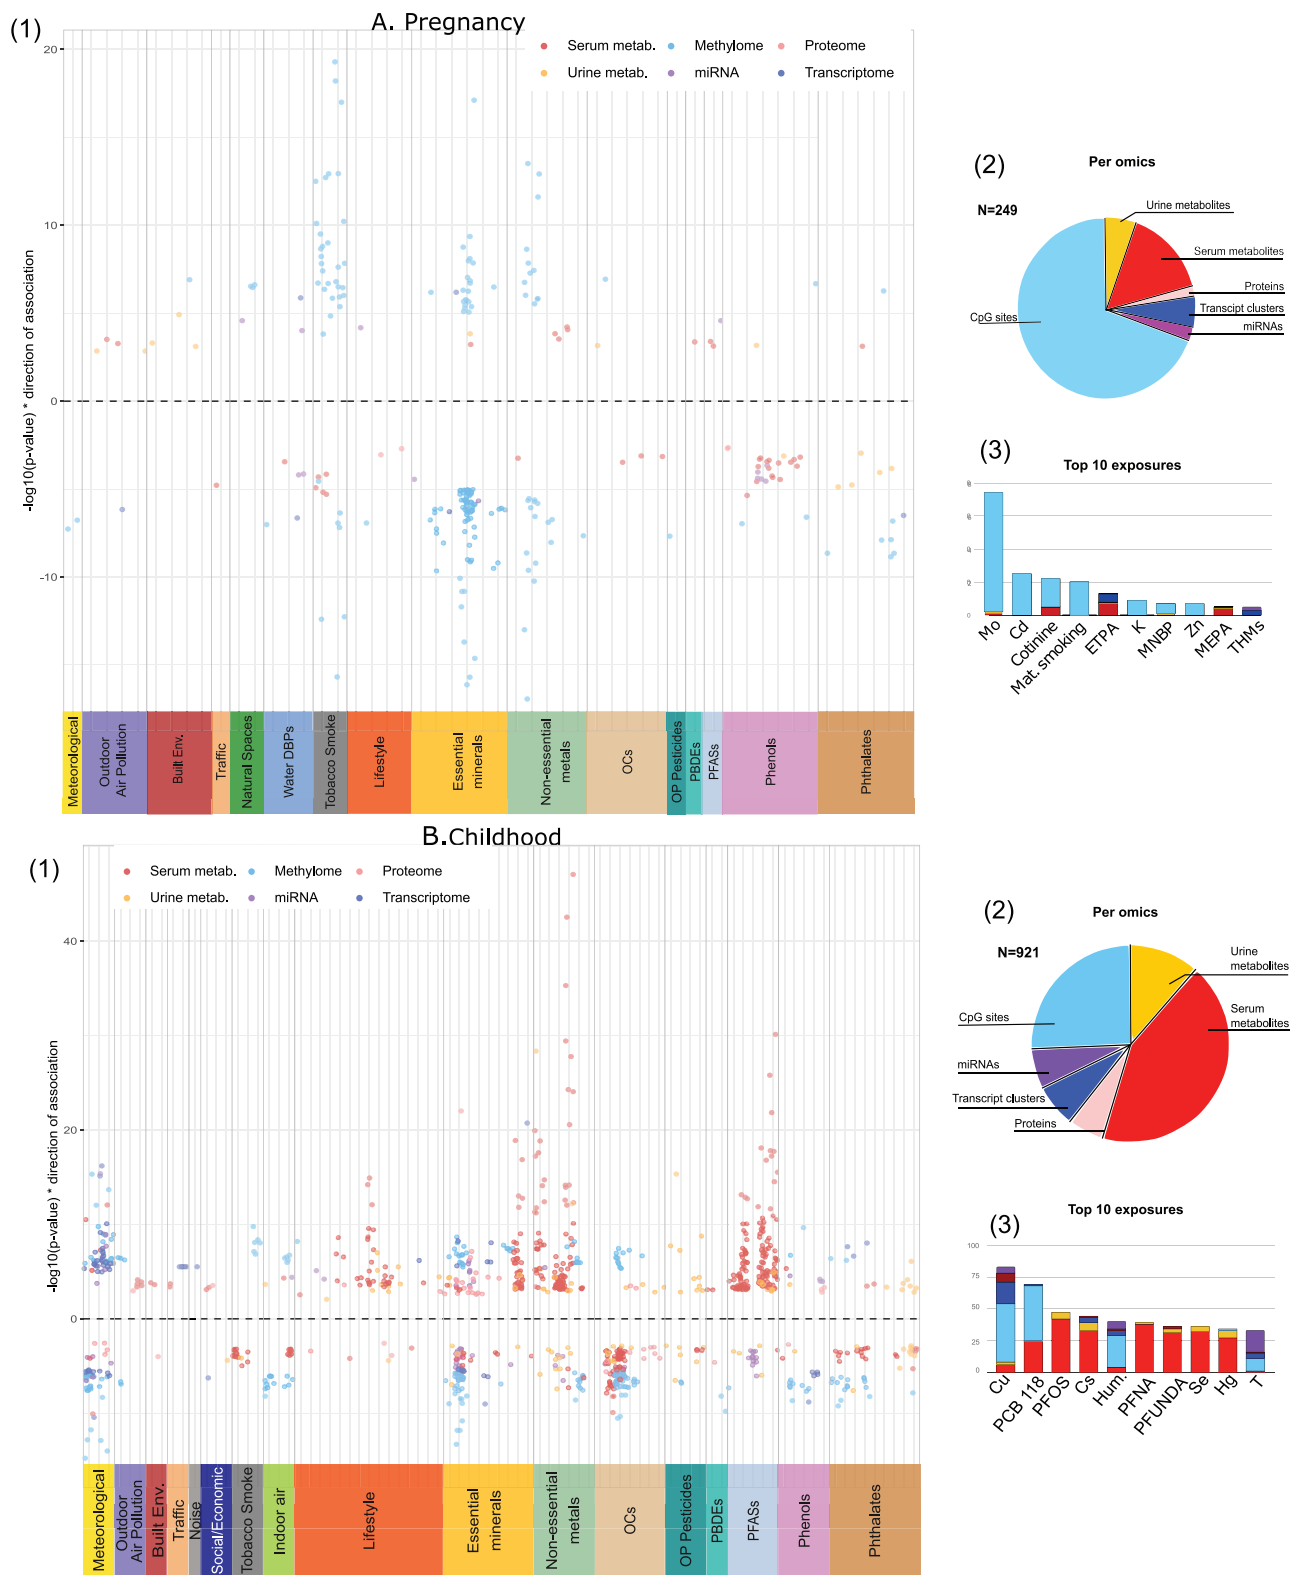 (1)
A. Pregnancy
Serum metab.
Methylome
Proteome
Urine metab.
miRNA
Transcriptome
20
10
0
-10
-log10(p-value) * direction of association
Meteorological
Outdoor
Air Pollution
Built Env.
Traffic
Natural Spaces
Water DBPs
Tobacco Smoke
Lifestyle
Essential
minerals
Non-essential
metals
OCs
OP Pesticides
PBDEs
PFASs
Phenols
Phthalates
(2)
Per omics
N=249
Urine metabolites
Serum metabolites
Proteins
Transcipt clusters
miRNAs
CpG sites
(3)
Top 10 exposures
0
Mo
Cd
Cotinine
Mat. smoking
ETPA
K
MNBP
Zn
MEPA
THMs
B.Childhood
(1)
Serum metab.
Methylome
Proteome
Urine metab.
miRNA
Transcriptome
40
20
0
-log10(p-value) * direction of association
Meteorological
Outdoor
Air Pollution
Built Env.
Traffic
Noise
Social/Economic
Tobacco Smoke
Indoor air
Lifestyle
Essential
minerals
Non-essential
metals
OCs
OP Pesticides
PBDEs
PFASs
Phenols
Phthalates
(2)
Per omics
N=921
Urine
metabolites
Serum
metabolites
CpG sites
miRNAs
Transcript clusters
Proteins
(3)
Top 10 exposures
100
75
50
25
0
Cu
PCB 118
PFOS
Cs
Hum.
PFNA
PFUNDA
Se
Hg
T